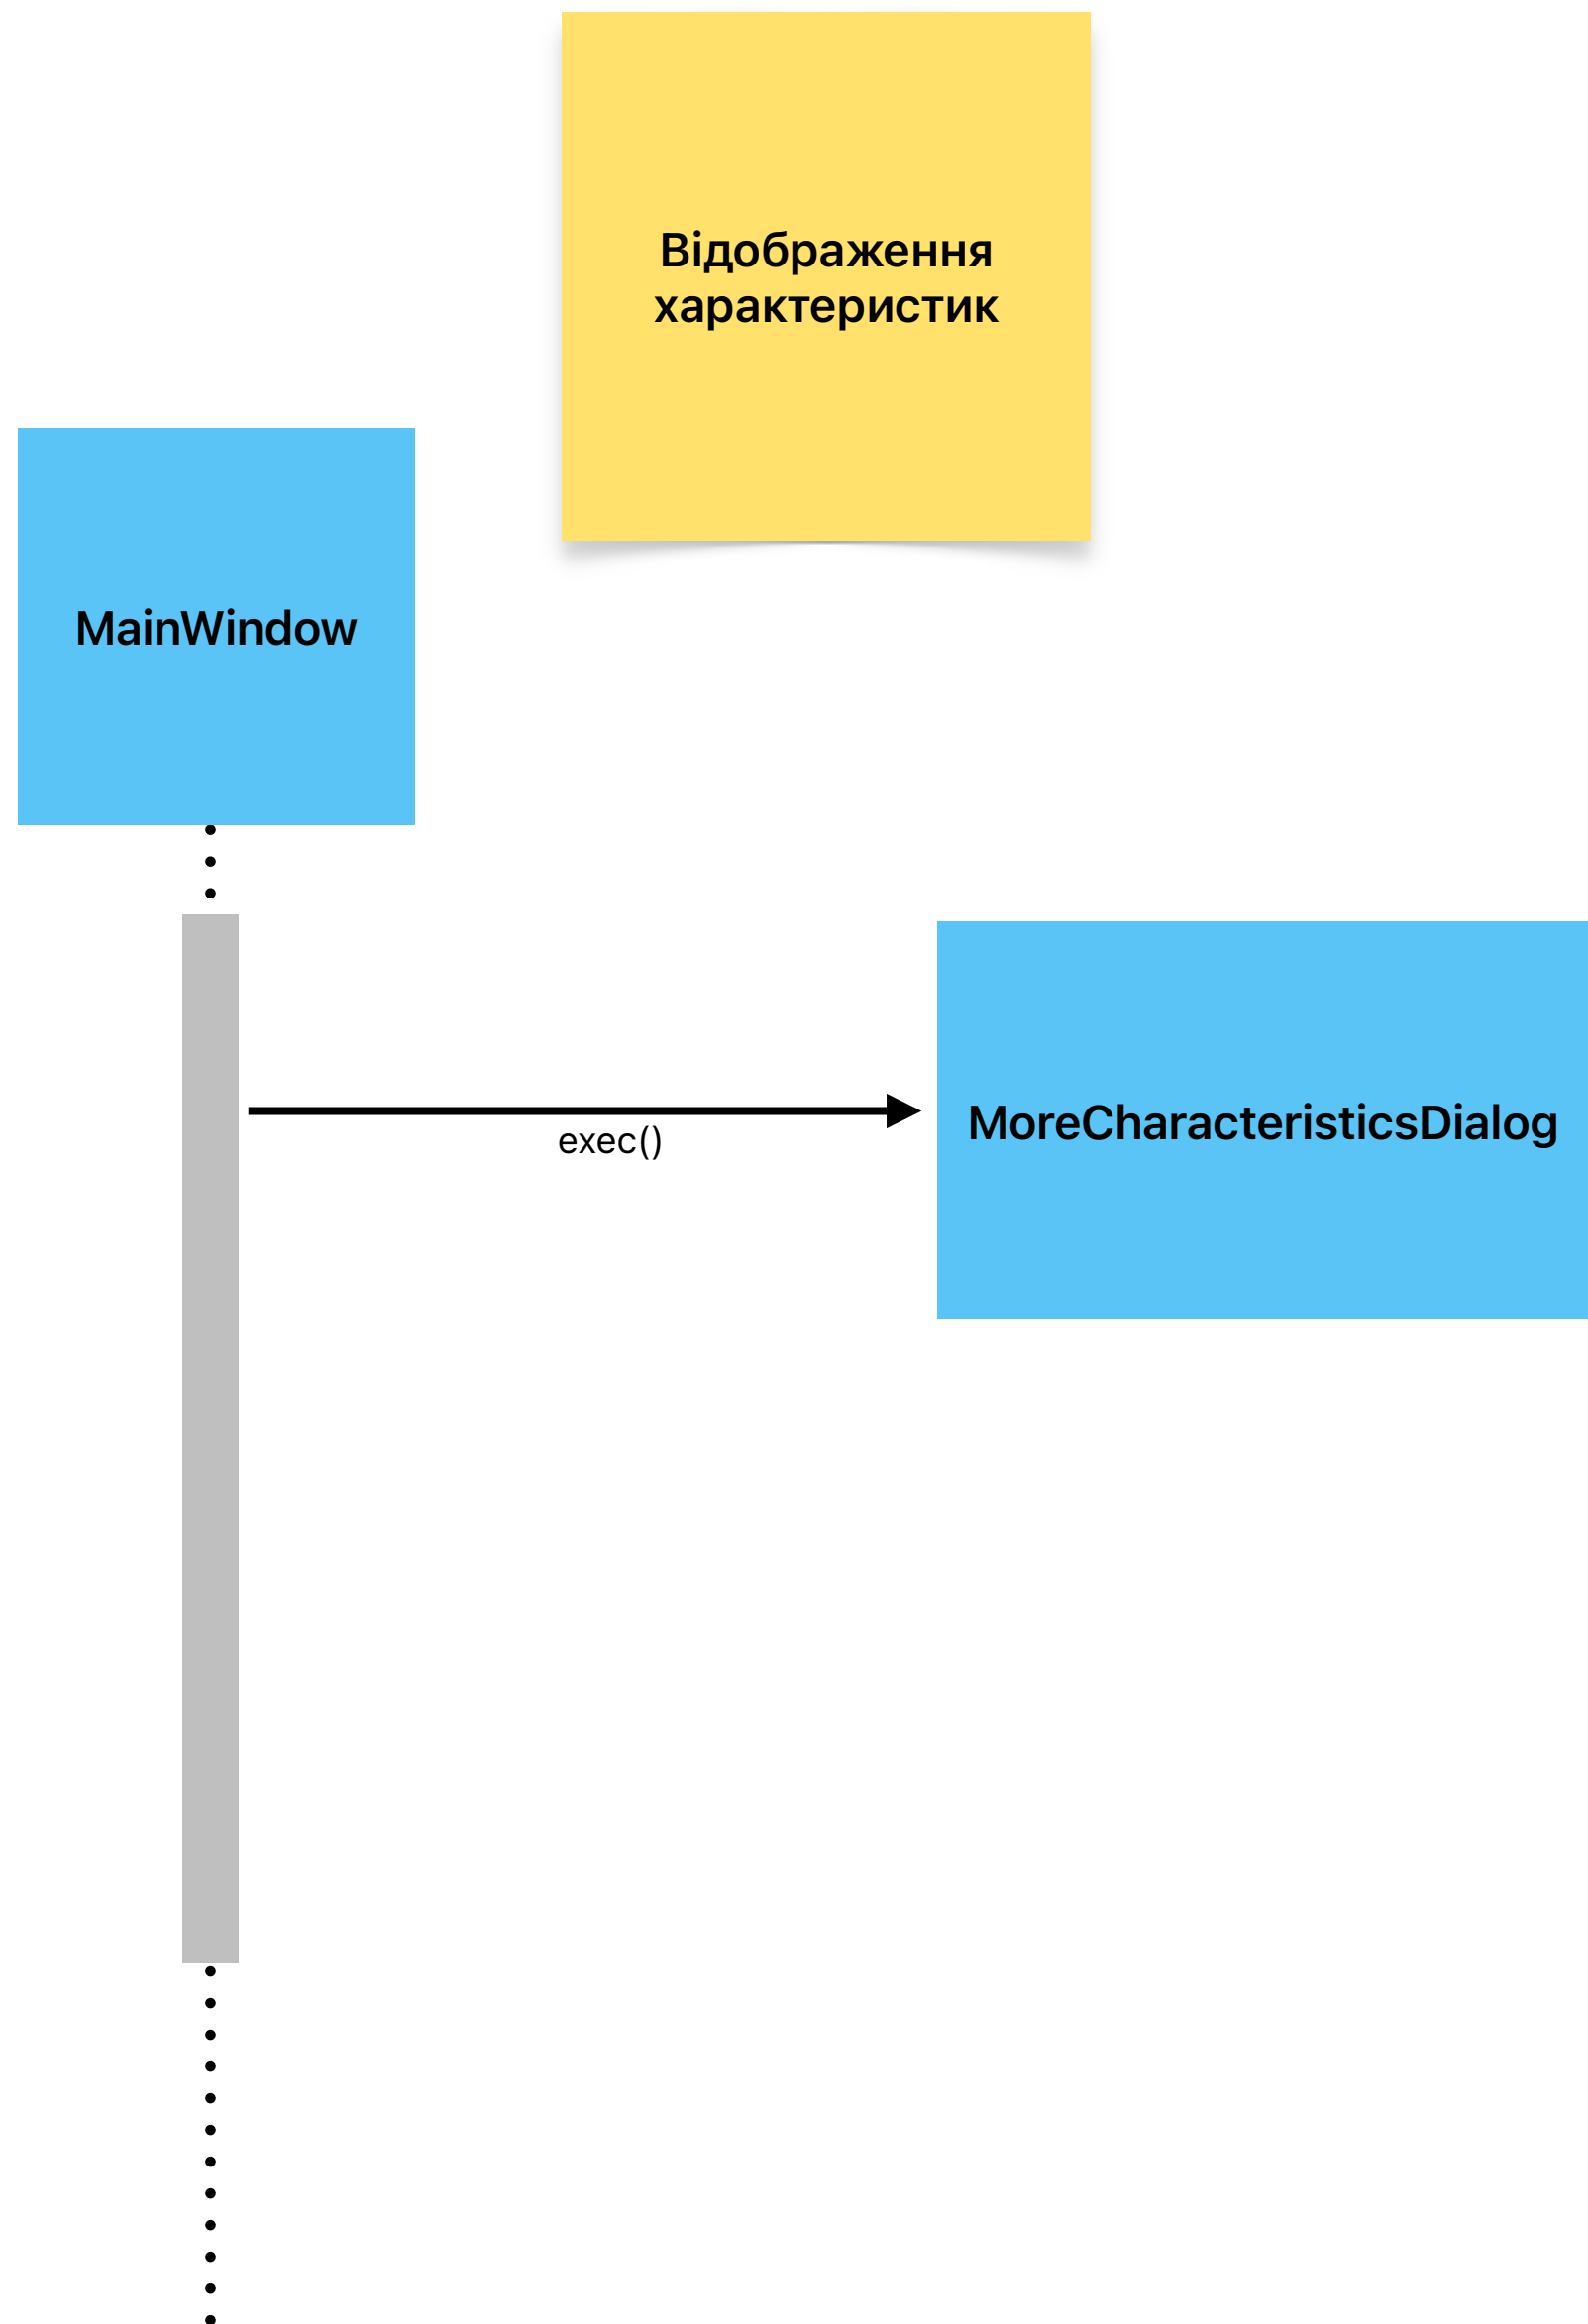 Відображення
характеристик
MainWindow
MoreCharacteristicsDialog
exec()